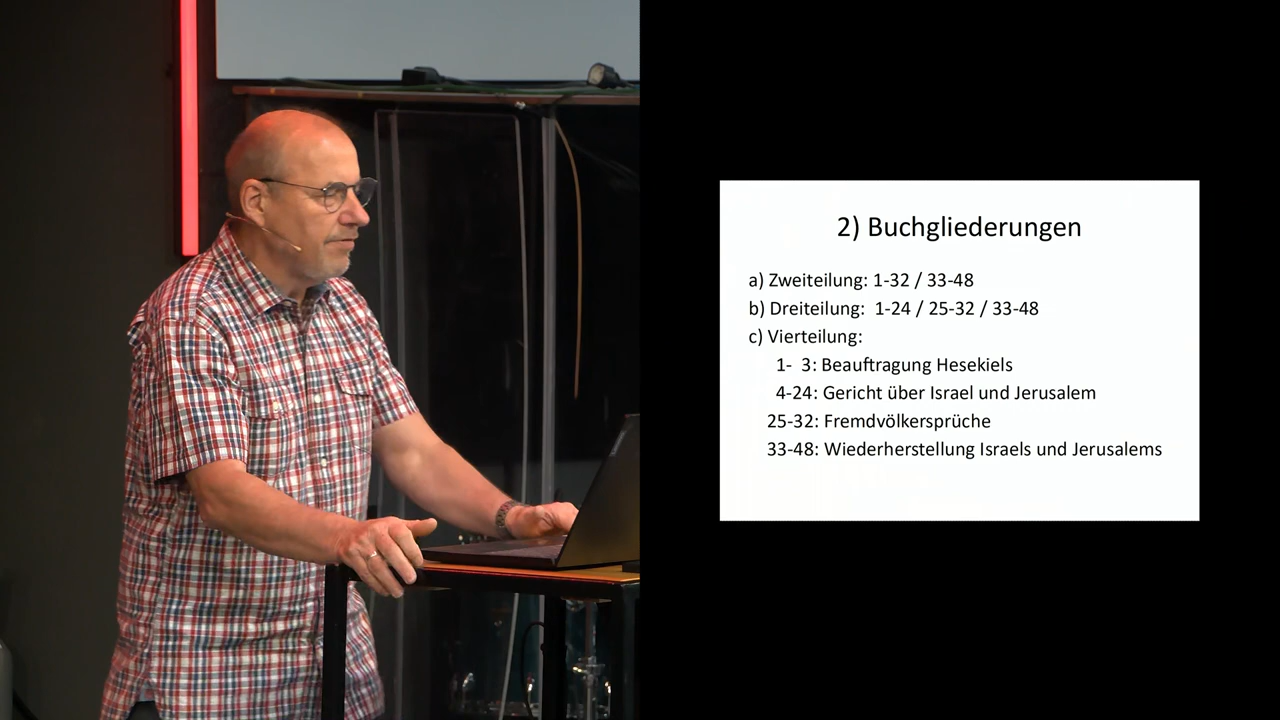 2) Buchgliederungen
a) Zweiteilung: 1-32 / 33-48
b) Dreiteilung:  1-24 / 25-32 / 33-48
c) Vierteilung:
1-  3: Beauftragung Hesekiels
4-24: Gericht über Israel und Jerusalem
25-32: Fremdvölkersprüche
33-48: Wiederherstellung Israels und Jerusalems